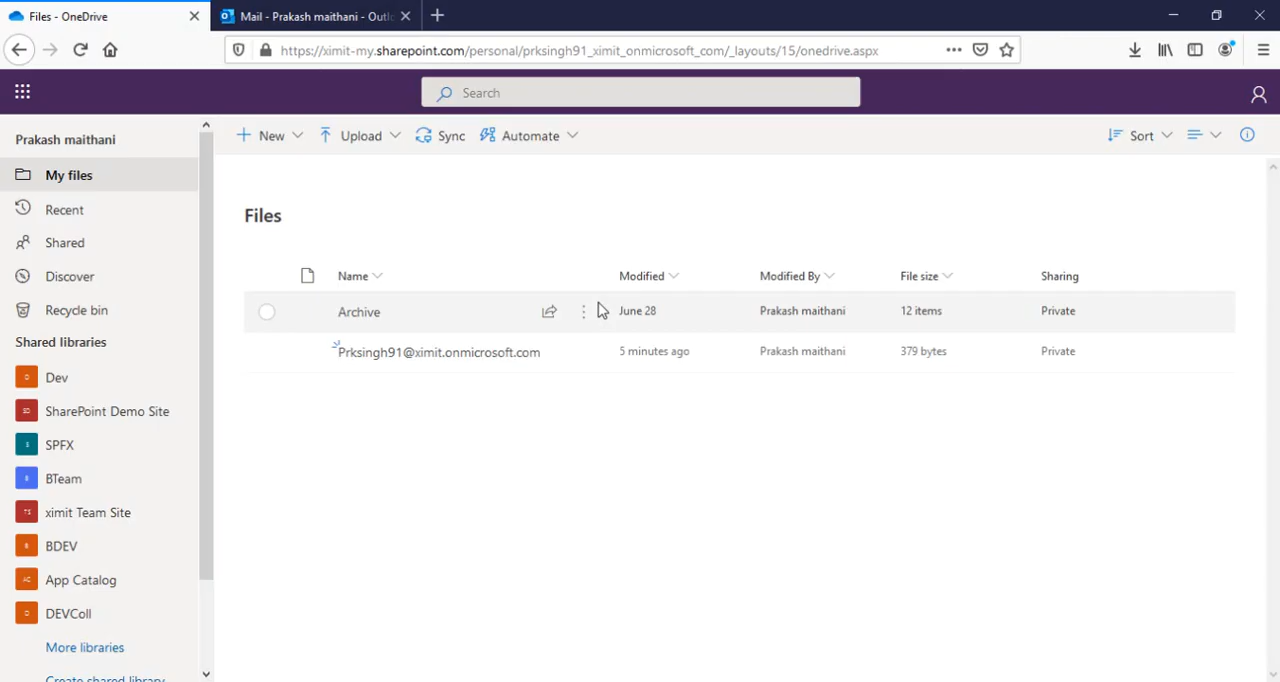 Files - OneDrive
Mail - Prakash maithani - Outl
https://ximit-my.sharepoint.com/personal/prksingh91_ximit_onmicrosoft_com/_layouts/15/onedrive.aspx
Search
Prakash maithani
New Upload Sync Automate Sort
My files
Recent
Shared
Discover
Recycle bin
Shared libraries
Dev
SharePoint Demo Site
SPFX
BTeam
ximit Team Site
BDEV
App Catalog
DEVColl
More libraries
Create shared library
Files
Name Modified Modified By File size Sharing
Archive June 28 Prakash maithani 12 items Private
Prksingh91@ximit.onmicrosoft.com 5 minutes ago Prakash maithani 379 bytes Private